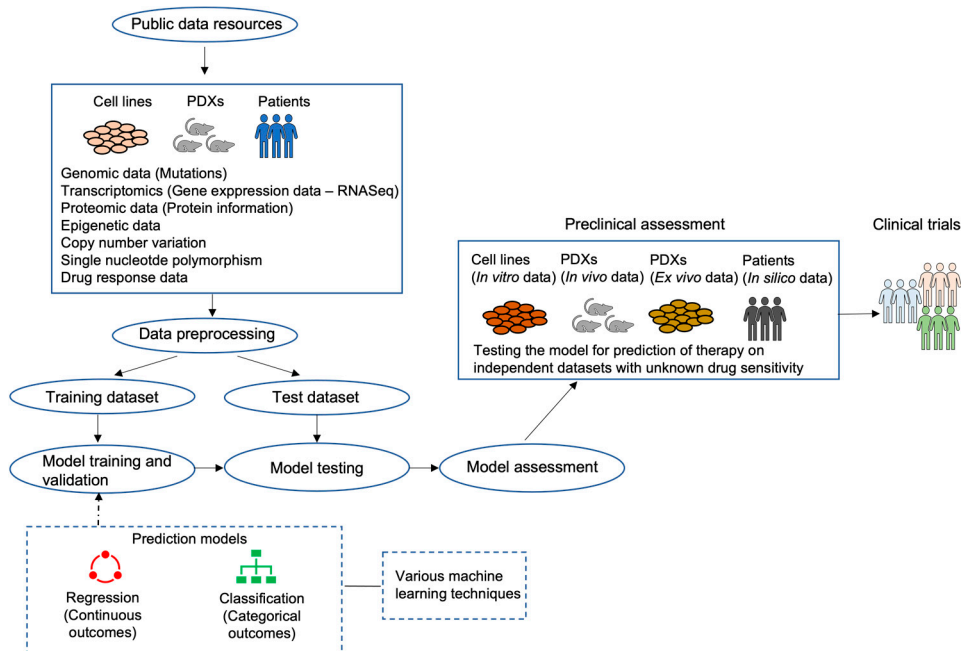 Public data resources
Cell lines PDXs Patients
Genomic data (Mutations)
Transcriptomics (Gene exppression data – RNASeq)
Proteomic data (Protein information)
Epigenetic data
Copy number variation
Single nucleotde polymorphism
Drug response data
Data preprocessing
Training dataset
Test dataset
Model training and
validation
Model testing
Model assessment
Preclinical assessment
Cell lines PDXs PDXs Patients
(In vitro data) (In vivo data) (Ex vivo data) (In silico data)
Testing the model for prediction of therapy on
independent datasets with unknown drug sensitivity
Clinical trials
Prediction models
Regression
(Continuous
outcomes)
Classification
(Categorical
outcomes)
Various machine
learning techniques